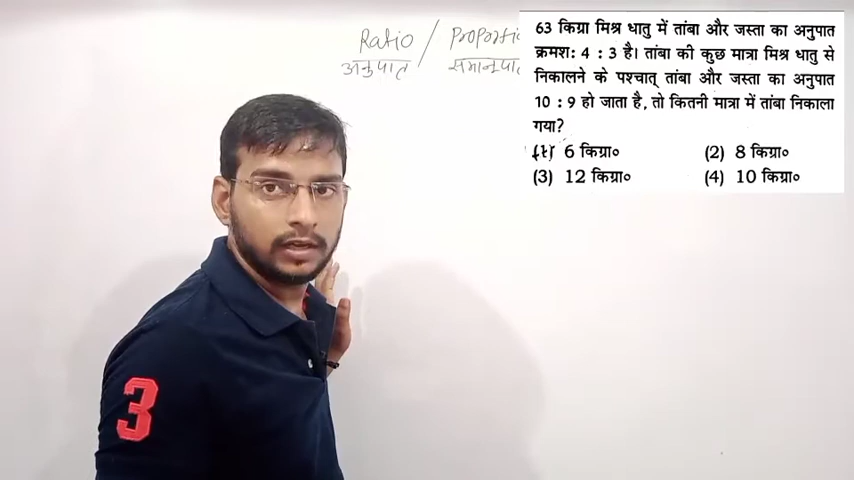 Ratio / Proportio
अनुपात समानुपा
63 किग्रा मिश्र धातु में तांबा और जस्ता का अनुपात
क्रमश: 4 : 3 है। तांबा की कुछ मात्रा मिश्र धातु से
निकालने के पश्चात् तांबा और जस्ता का अनुपात
10 : 9 हो जाता है, तो कितनी मात्रा में तांबा निकाला
गया?
(1) 6 किग्रा० (2) 8 किग्रा०
(3) 12 किग्रा० (4) 10 किग्रा०
3